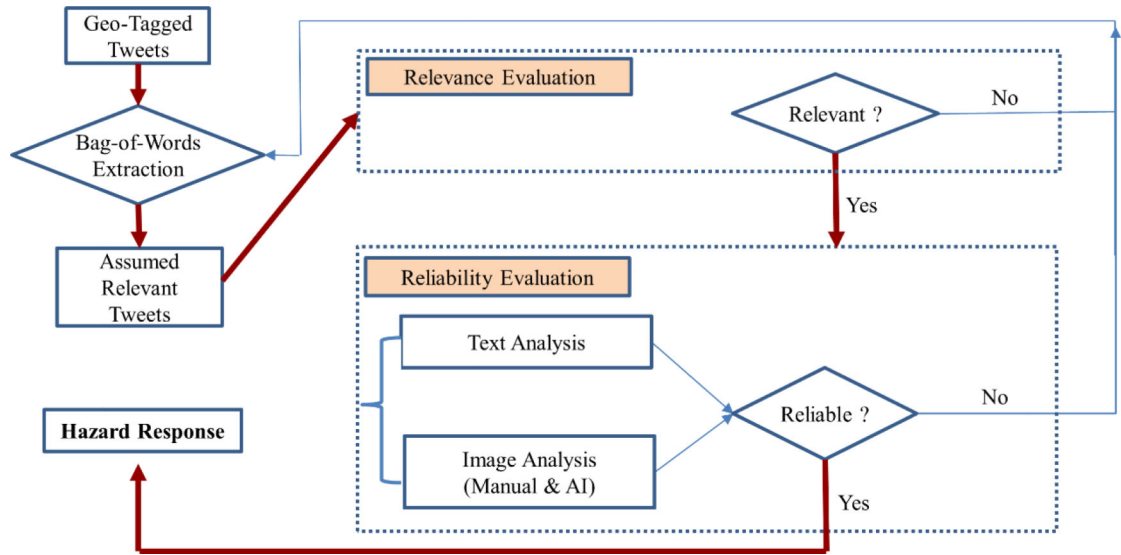 Geo-Tagged
Tweets
Bag-of-Words
Extraction
Assumed
Relevant
Tweets
Relevance Evaluation
Relevant ?
No
Yes
Reliability Evaluation
Text Analysis
Image Analysis
(Manual & AI)
Reliable ?
No
Yes
Hazard Response